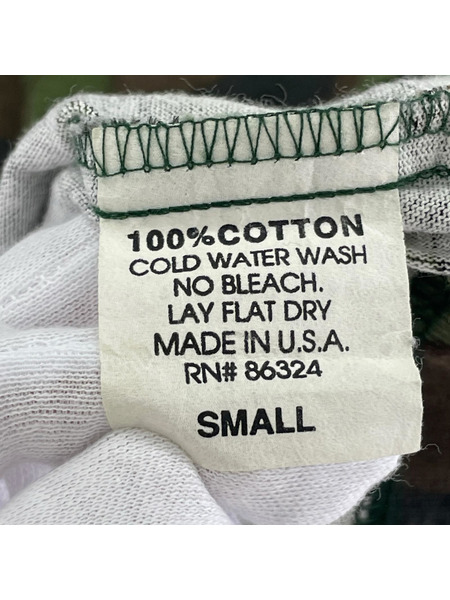 100% COTTON
COLD WATER WASH
NO BLEACH.
LAY FLAT DRY
MADE IN U.S.A.
RN# 86324
SMALL